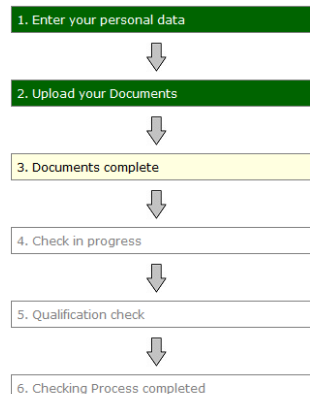 1. Enter your personal data
2. Upload your Documents
3. Documents complete
4. Check in progress
5. Qualification check
6. Checking Process completed